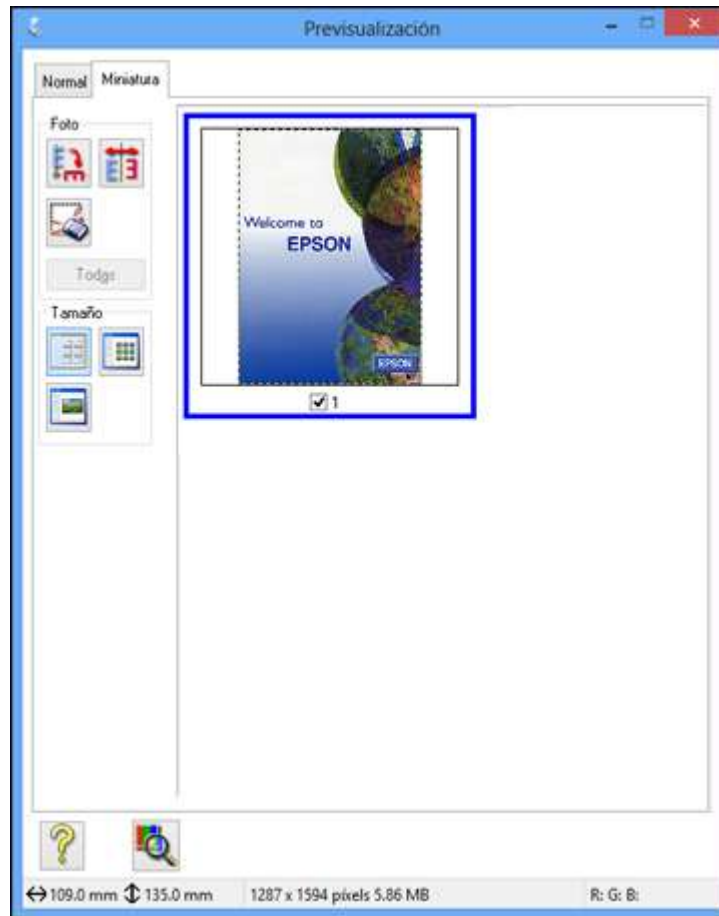 Previsualización
Normal Miniatura
Foto
Todas
Tamaño
Welcome to
EPSON
EPSON
1
109.0 mm 135.0 mm 1287 x 1594 píxels 5.86 MB R: G: B: